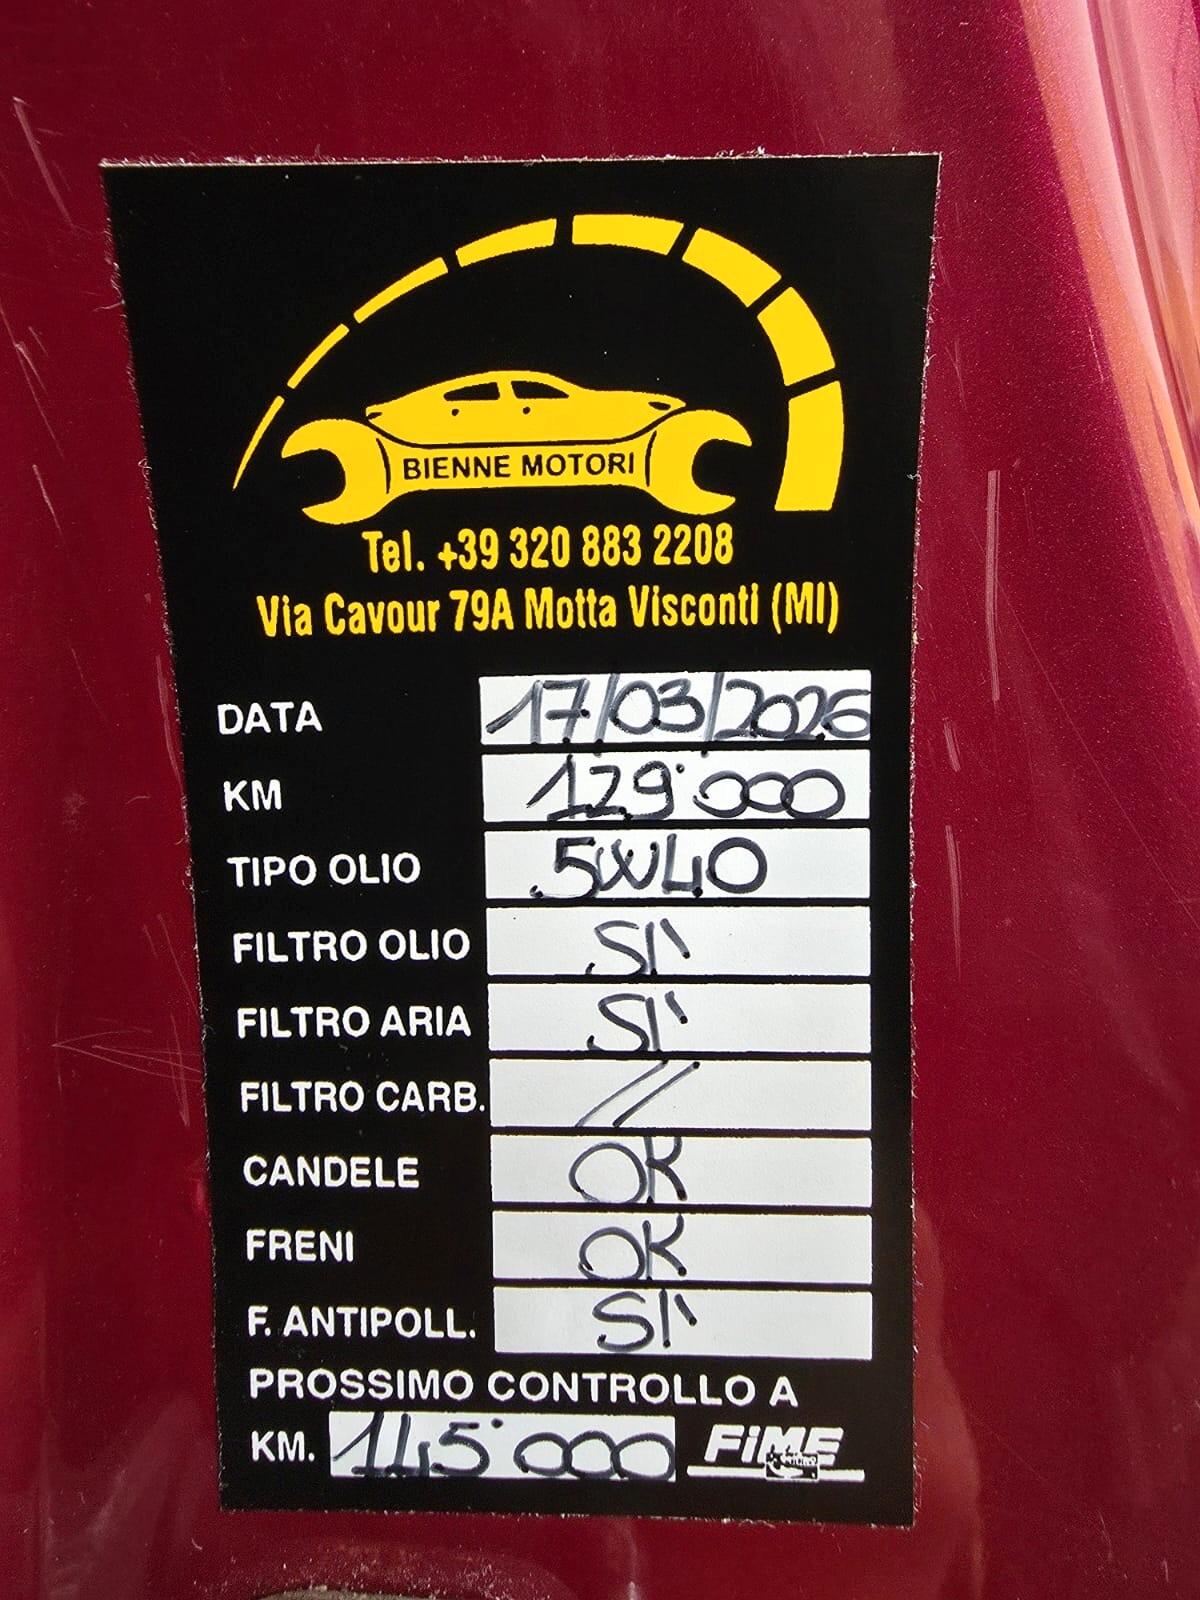 BIENNE MOTORI
Tel. +39 320 883 2208
Via Cavour 79A Motta Visconti (MI)
DATA 17/03/2026
KM 129'000
TIPO OLIO 5W40
FILTRO OLIO SI'
FILTRO ARIA SI'
FILTRO CARB. //
CANDELE OK
FRENI OK
F. ANTIPOLL. SI'
PROSSIMO CONTROLLO A
KM. 145'000 FiME